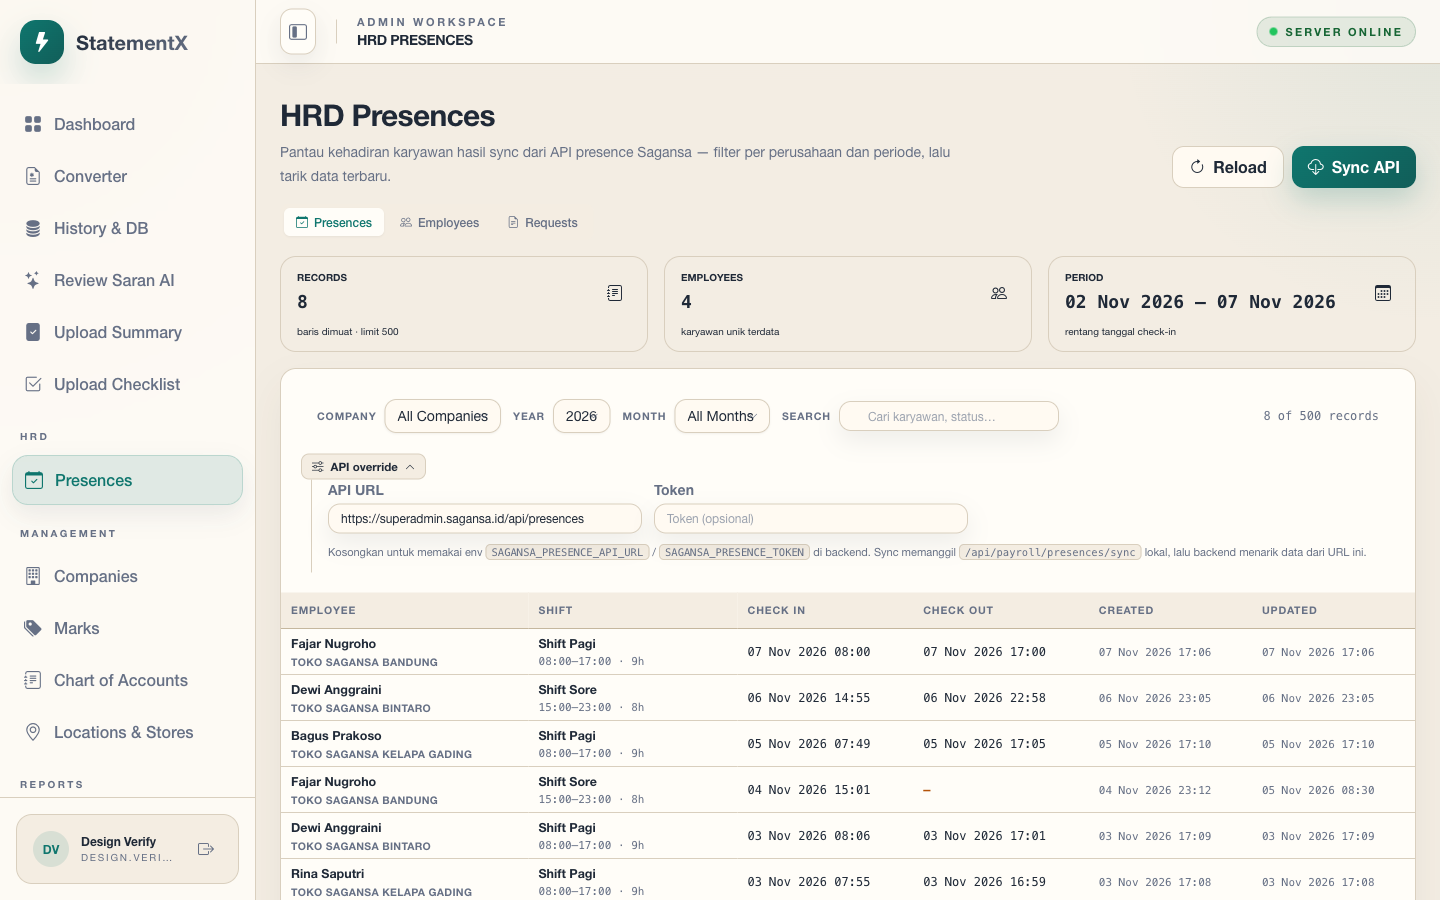 StatementX
Dashboard
Converter
History & DB
Review Saran AI
Upload Summary
Upload Checklist
HRD
Presences
MANAGEMENT
Companies
Marks
Chart of Accounts
Locations & Stores
REPORTS
DV
Design Verify
DESIGN.VERI...
ADMIN WORKSPACE
HRD PRESENCES
SERVER ONLINE
HRD Presences
Pantau kehadiran karyawan hasil sync dari API presence Sagansa — filter per perusahaan dan periode, lalu
tarik data terbaru.
Reload
Sync API
Presences
Employees
Requests
RECORDS
8
baris dimuat · limit 500
EMPLOYEES
4
karyawan unik terdata
PERIOD
02 Nov 2026 — 07 Nov 2026
rentang tanggal check-in
COMPANY All Companies YEAR 2026 MONTH All Months SEARCH Cari karyawan, status... 8 of 500 records
API override
API URL
https://superadmin.sagansa.id/api/presences
Token
Token (opsional)
Kosongkan untuk memakai env SAGANSA_PRESENCE_API_URL / SAGANSA_PRESENCE_TOKEN di backend. Sync memanggil /api/payroll/presences/sync lokal, lalu backend menarik data dari URL ini.
EMPLOYEE SHIFT CHECK IN CHECK OUT CREATED UPDATED
Fajar Nugroho Shift Pagi 07 Nov 2026 08:00 07 Nov 2026 17:00 07 Nov 2026 17:06 07 Nov 2026 17:06
TOKO SAGANSA BANDUNG 08:00–17:00 · 9h
Dewi Anggraini Shift Sore 06 Nov 2026 14:55 06 Nov 2026 22:58 06 Nov 2026 23:05 06 Nov 2026 23:05
TOKO SAGANSA BINTARO 15:00–23:00 · 8h
Bagus Prakoso Shift Pagi 05 Nov 2026 07:49 05 Nov 2026 17:05 05 Nov 2026 17:10 05 Nov 2026 17:10
TOKO SAGANSA KELAPA GADING 08:00–17:00 · 9h
Fajar Nugroho Shift Sore 04 Nov 2026 15:01 — 04 Nov 2026 23:12 05 Nov 2026 08:30
TOKO SAGANSA BANDUNG 15:00–23:00 · 8h
Dewi Anggraini Shift Pagi 03 Nov 2026 08:06 03 Nov 2026 17:01 03 Nov 2026 17:09 03 Nov 2026 17:09
TOKO SAGANSA BINTARO 08:00–17:00 · 9h
Rina Saputri Shift Pagi 03 Nov 2026 07:55 03 Nov 2026 16:59 03 Nov 2026 17:08 03 Nov 2026 17:08
TOKO SAGANSA KELAPA GADING 08:00–17:00 · 9h